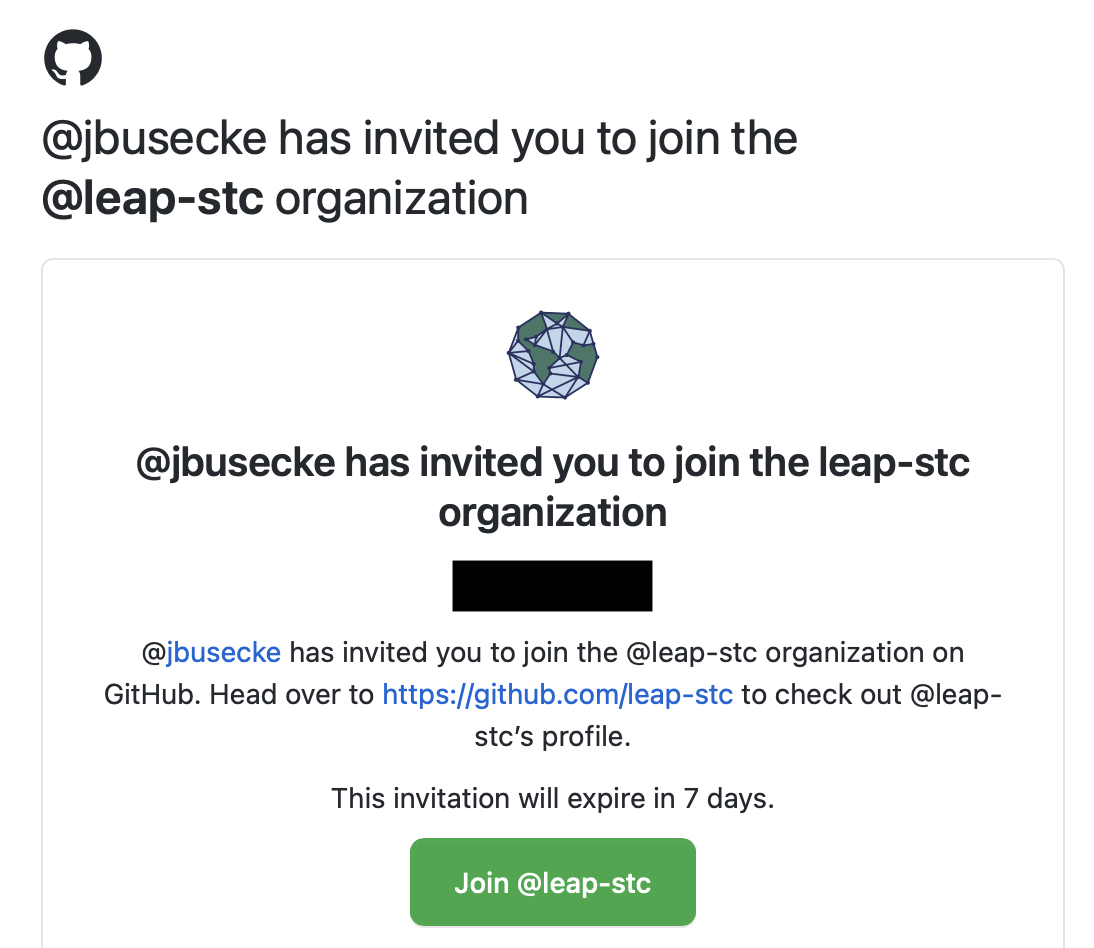 @jbusecke has invited you to join the
@leap-stc organization
@jbusecke has invited you to join the leap-stc
organization
@jbusecke has invited you to join the @leap-stc organization on
GitHub. Head over to https://github.com/leap-stc to check out @leap-
stc’s profile.
This invitation will expire in 7 days.
Join @leap-stc